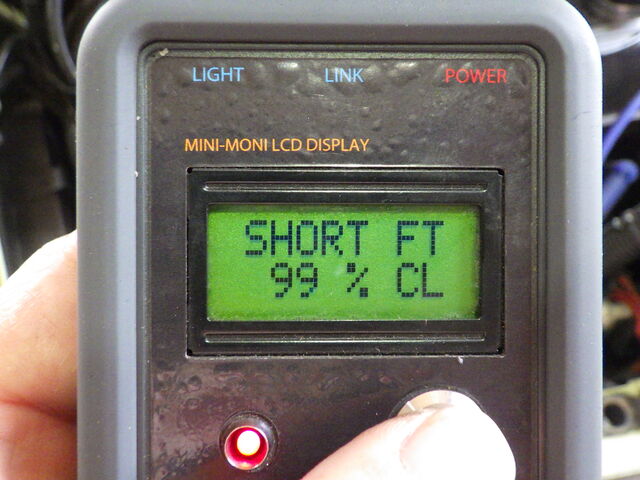 LIGHT LINK POWER
MINI-MONI LCD DISPLAY
SHORT FT
99 % CL